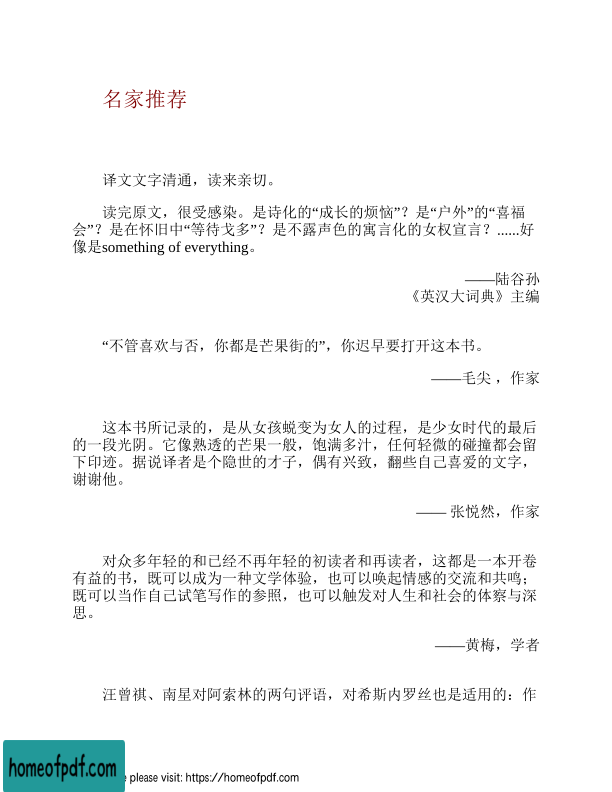 名家推荐
译文文字清通，读来亲切。
读完原文，很受感染。是诗化的“成长的烦恼”？是“户外”的“喜福
会”？是在怀旧中“等待戈多”？是不露声色的寓言化的女权宣言？......好
像是something of everything。
——陆谷孙
《英汉大词典》主编
“不管喜欢与否，你都是芒果街的”，你迟早要打开这本书。
——毛尖 ，作家
这本书所记录的，是从女孩蜕变为女人的过程，是少女时代的最后
的一段光阴。它像熟透的芒果一般，饱满多汁，任何轻微的碰撞都会留
下印迹。据说译者是个隐世的才子，偶有兴致，翻些自己喜爱的文字，
谢谢他。
—— 张悦然，作家
对众多年轻的和已经不再年轻的初读者和再读者，这都是一本开卷
有益的书，既可以成为一种文学体验，也可以唤起情感的交流和共鸣；
既可以当作自己试笔写作的参照，也可以触发对人生和社会的体察与深
思。
——黄梅，学者
汪曾祺、南星对阿索林的两句评语，对希斯内罗丝也是适用的：作
homeofpdf.com
e please visit: https://homeofpdf.com